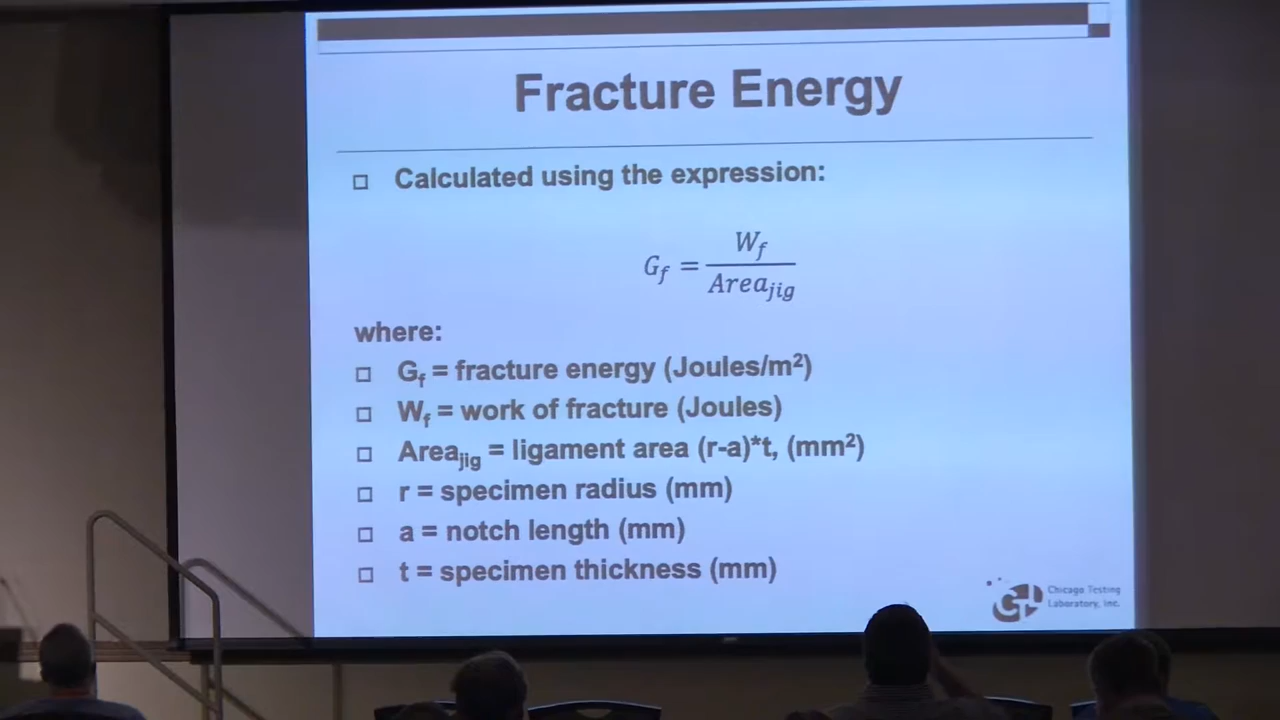 Fracture Energy
Calculated using the expression:
G_f = W_f / Area_jig
where:
G_f = fracture energy (Joules/m²)
W_f = work of fracture (Joules)
Area_jig = ligament area (r-a)*t, (mm²)
r = specimen radius (mm)
a = notch length (mm)
t = specimen thickness (mm)
Chicago Testing
Laboratory, Inc.